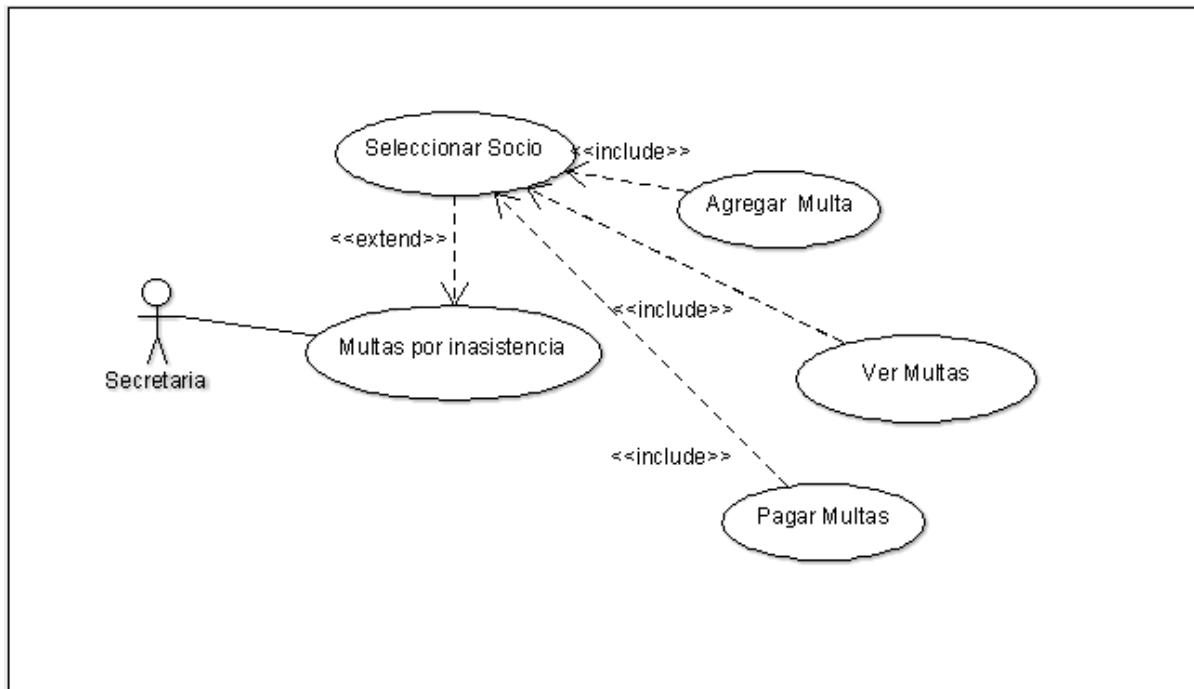 Seleccionar Socio
<<include>>
Agregar Multa
<<extend>>
<<include>>
Multas por inasistencia
Secretaria
Ver Multas
<<include>>
Pagar Multas